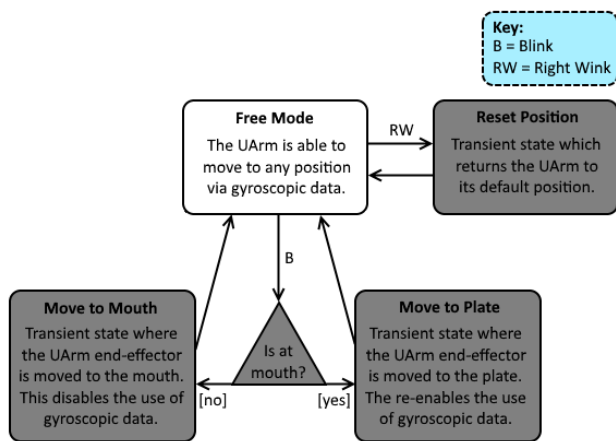 Key:
B = Blink
RW = Right Wink
Free Mode
The UArm is able to
move to any position
via gyroscopic data.
RW
Reset Position
Transient state which
returns the UArm to
its default position.
B
Move to Mouth
Transient state where
the UArm end-effector
is moved to the mouth.
This disables the use of
gyroscopic data.
Is at
mouth?
[no]
[yes]
Move to Plate
Transient state where
the UArm end-effector
is moved to the plate.
The re-enables the use
of gyroscopic data.